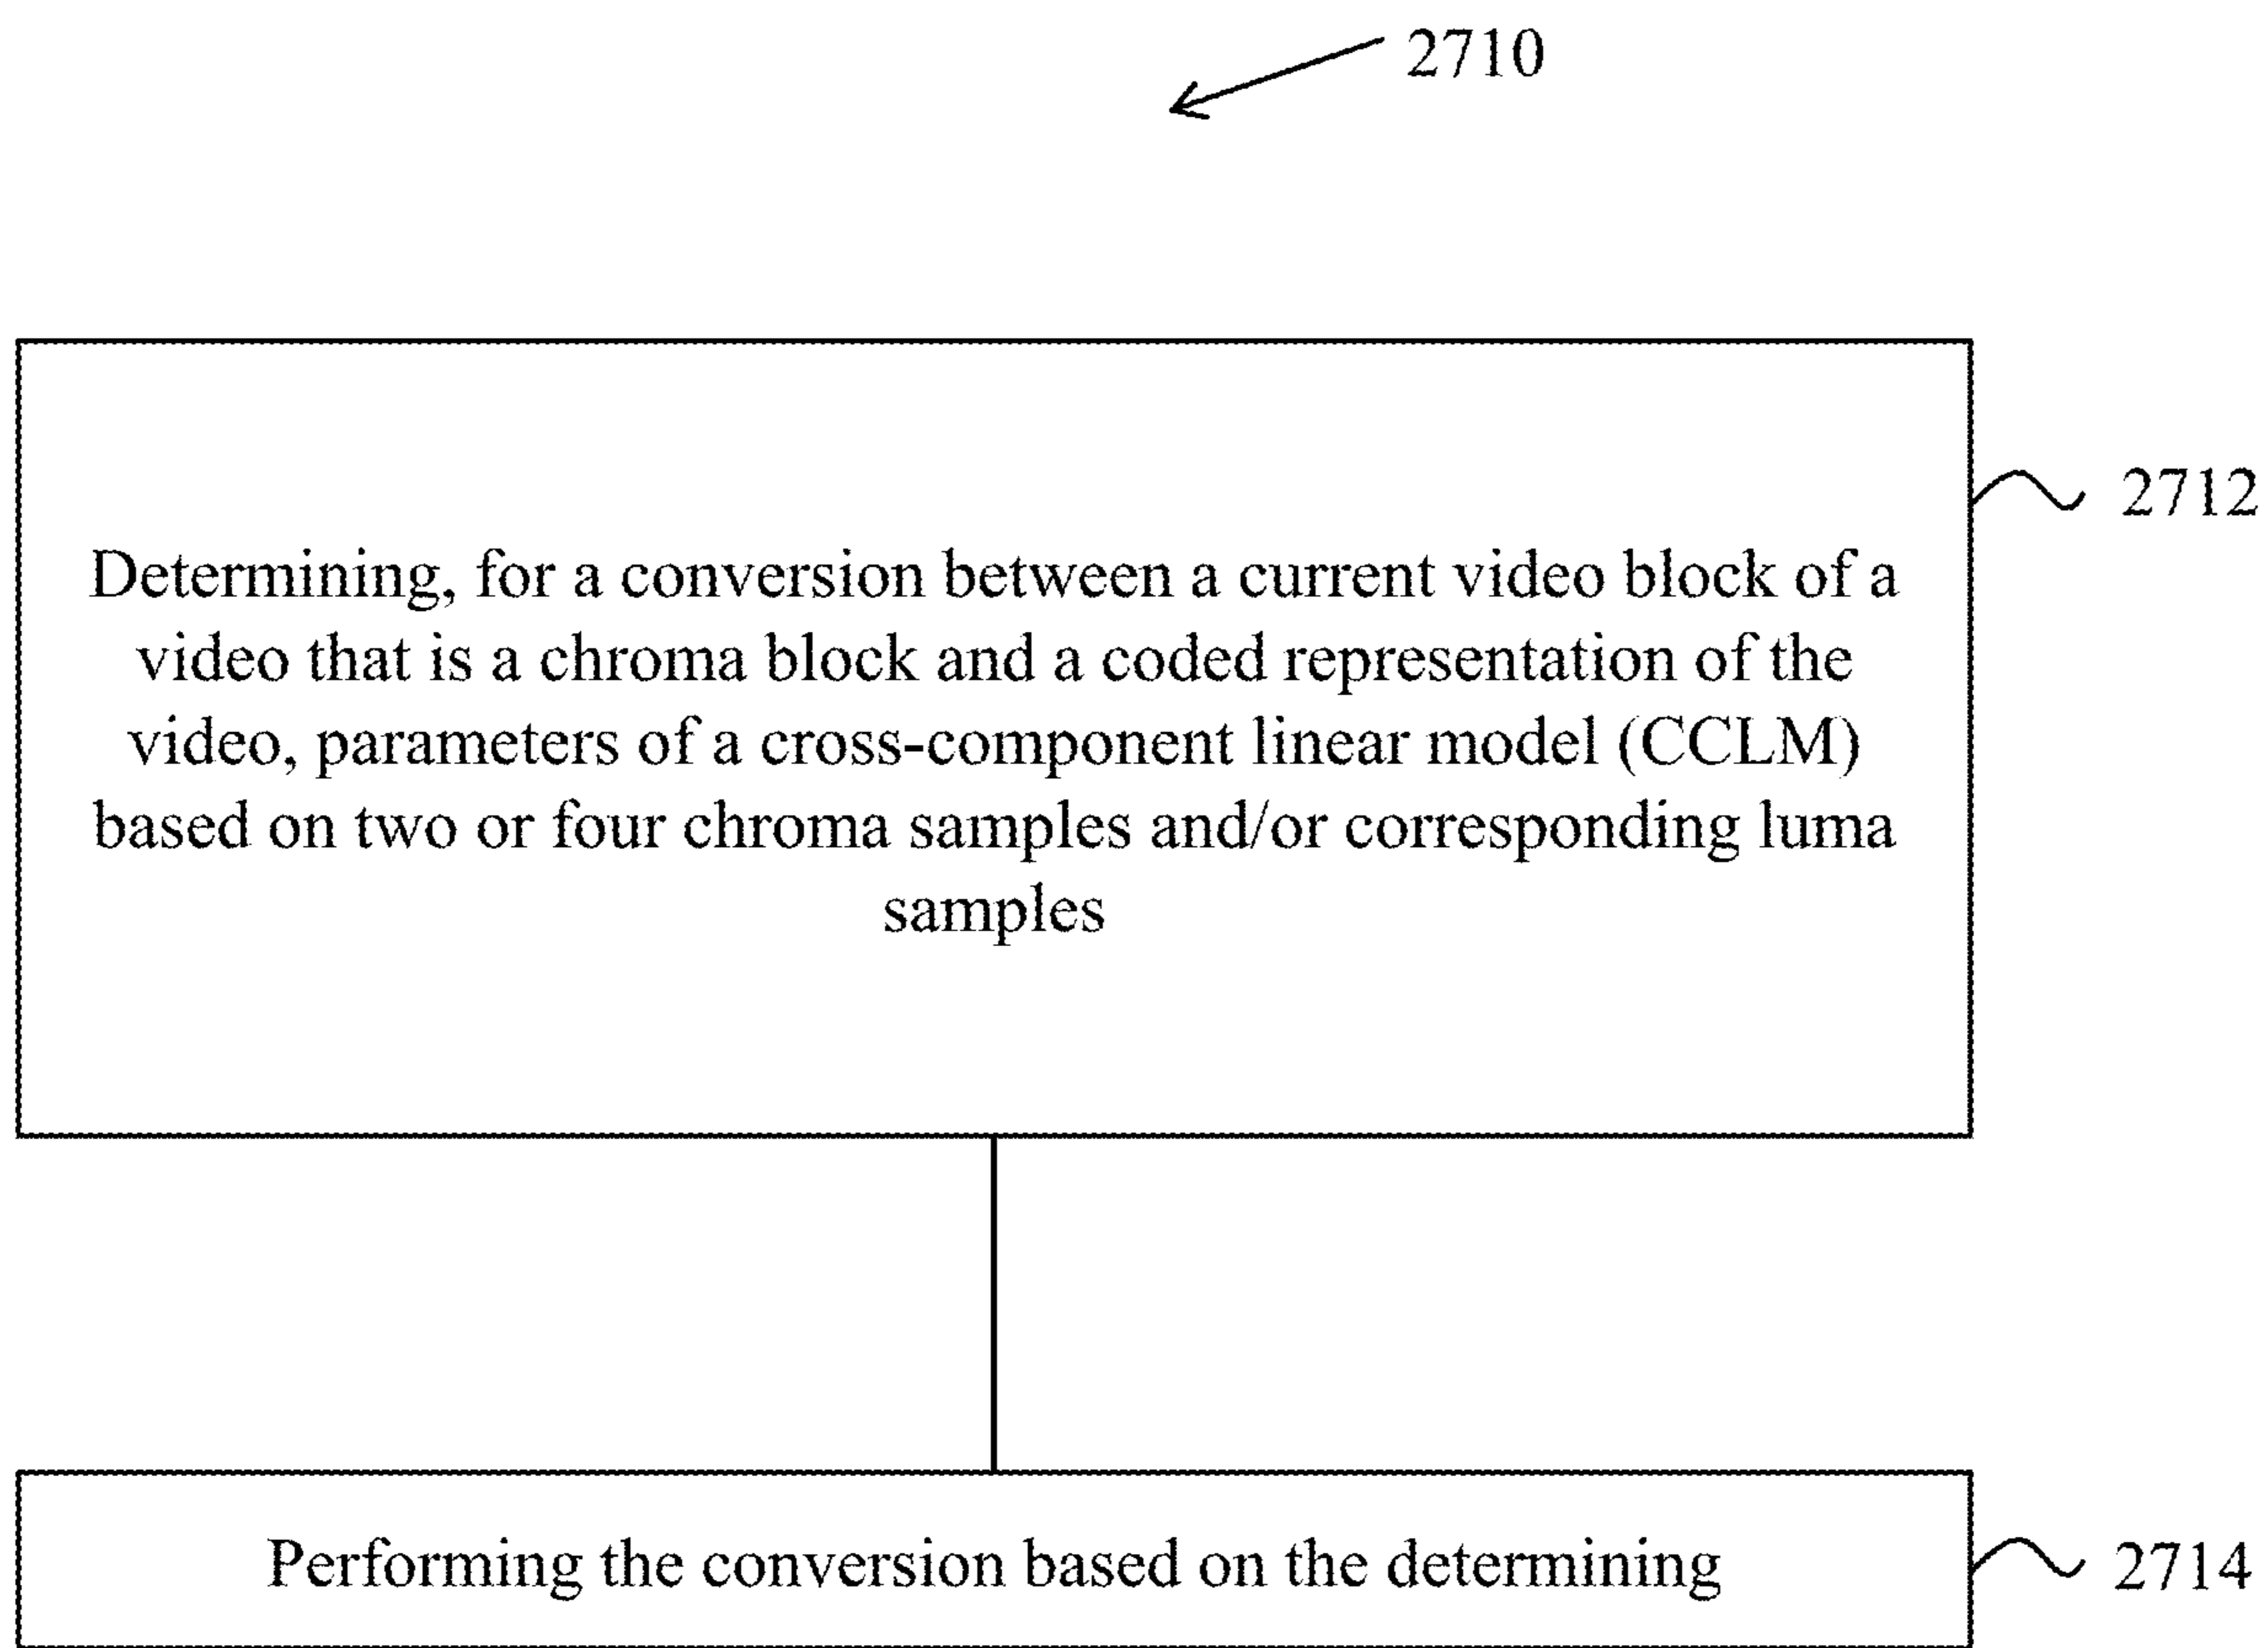 2710
Determining, for a conversion between a current video block of a
video that is a chroma block and a coded representation of the
video, parameters of a cross-component linear model (CCLM)
based on two or four chroma samples and/or corresponding luma
samples
2712
Performing the conversion based on the determining
2714